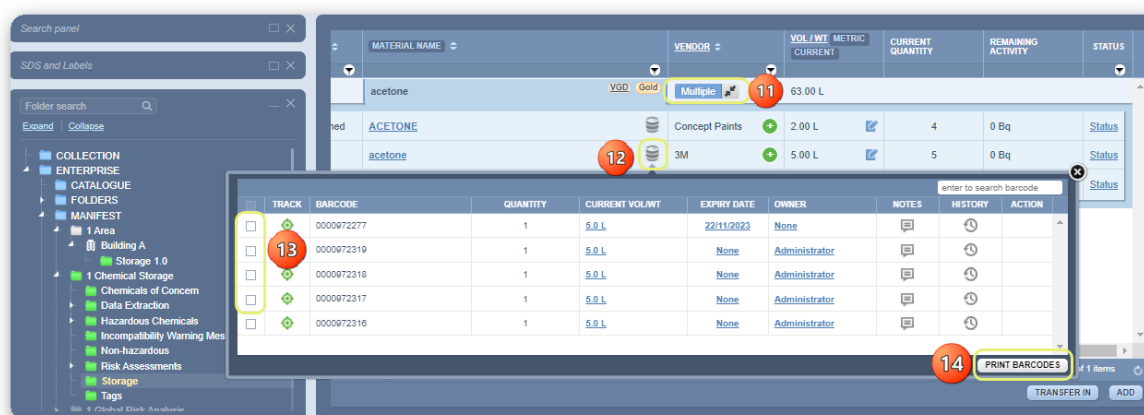 Search panel
SDS and Labels
Folder search
Expand Collapse
COLLECTION
ENTERPRISE
CATALOGUE
FOLDERS
MANIFEST
1 Area
Building A
Storage 1.0
1 Chemical Storage
Chemicals of Concern
Data Extraction
Hazardous Chemicals
Incompatibility Warning Mes
Non-hazardous
Risk Assessments
Storage
Tags
1 Global Risk Analysis
MATERIAL NAME VENDOR VOL / WT METRIC CURRENT CURRENT QUANTITY REMAINING ACTIVITY STATUS
acetone VGD Gold Multiple 11 63.00 L
ned ACETONE Concept Paints 2.00 L 4 0 Bq Status
acetone 12 3M 5.00 L 5 0 Bq Status
Status
enter to search barcode
TRACK BARCODE QUANTITY CURRENT VOL/WT EXPIRY DATE OWNER NOTES HISTORY ACTION
0000972277 1 5.0 L 22/11/2023 None
13 0000972319 1 5.0 L None Administrator
0000972318 1 5.0 L None Administrator
0000972317 1 5.0 L None Administrator
0000972316 1 5.0 L None Administrator
14 PRINT BARCODES
of 1 items
TRANSFER IN ADD